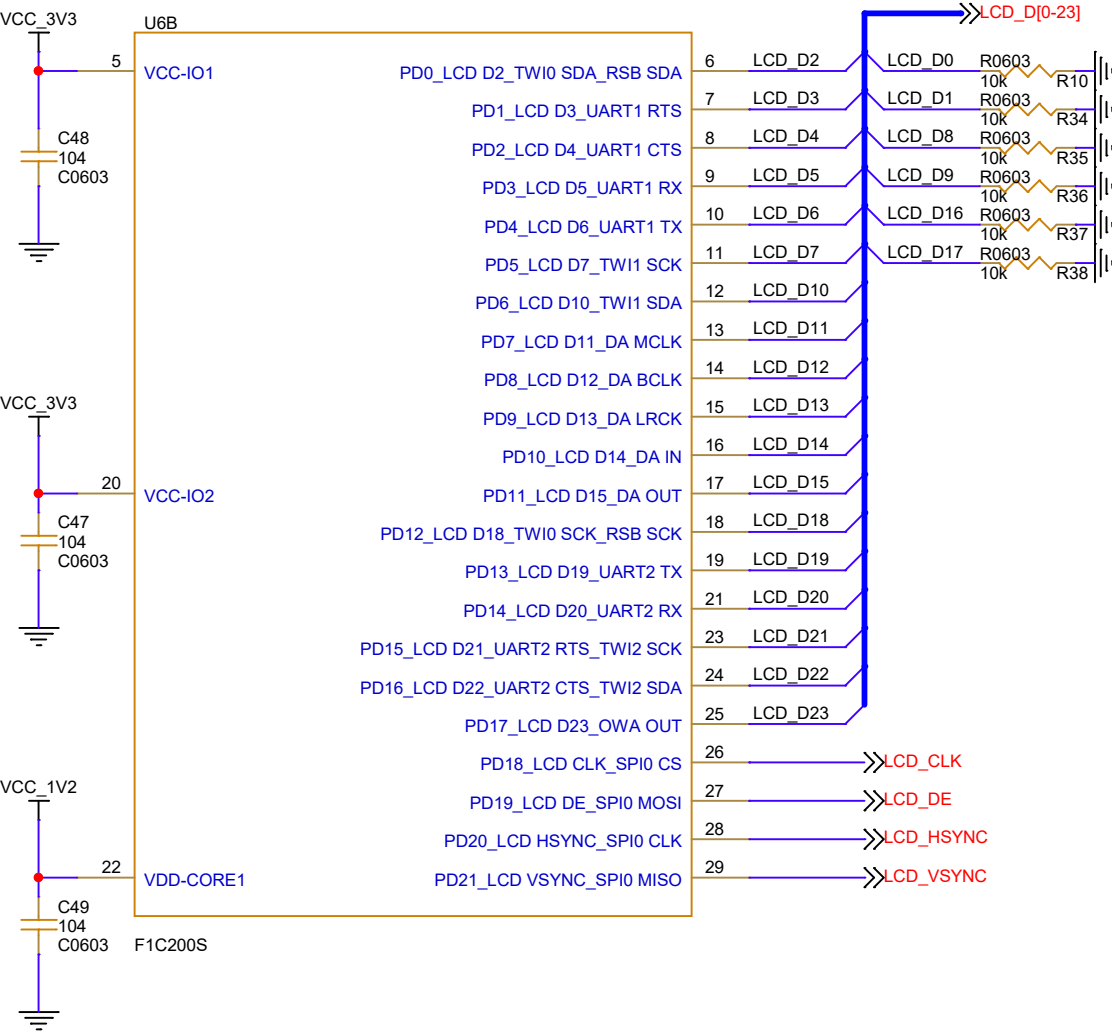 VCC_3V3
U6B
LCD_D[0-23]
5
VCC-IO1
C48
104
C0603
VCC_3V3
20
VCC-IO2
C47
104
C0603
VCC_1V2
22
VDD-CORE1
C49
104
C0603
F1C200S
PD0_LCD D2_TWI0 SDA_RSB SDA 6 LCD_D2
PD1_LCD D3_UART1 RTS 7 LCD_D3
PD2_LCD D4_UART1 CTS 8 LCD_D4
PD3_LCD D5_UART1 RX 9 LCD_D5
PD4_LCD D6_UART1 TX 10 LCD_D6
PD5_LCD D7_TWI1 SCK 11 LCD_D7
PD6_LCD D10_TWI1 SDA 12 LCD_D10
PD7_LCD D11_DA MCLK 13 LCD_D11
PD8_LCD D12_DA BCLK 14 LCD_D12
PD9_LCD D13_DA LRCK 15 LCD_D13
PD10_LCD D14_DA IN 16 LCD_D14
PD11_LCD D15_DA OUT 17 LCD_D15
PD12_LCD D18_TWI0 SCK_RSB SCK 18 LCD_D18
PD13_LCD D19_UART2 TX 19 LCD_D19
PD14_LCD D20_UART2 RX 21 LCD_D20
PD15_LCD D21_UART2 RTS_TWI2 SCK 23 LCD_D21
PD16_LCD D22_UART2 CTS_TWI2 SDA 24 LCD_D22
PD17_LCD D23_OWA OUT 25 LCD_D23
PD18_LCD CLK_SPI0 CS 26 LCD_CLK
PD19_LCD DE_SPI0 MOSI 27 LCD_DE
PD20_LCD HSYNC_SPI0 CLK 28 LCD_HSYNC
PD21_LCD VSYNC_SPI0 MISO 29 LCD_VSYNC
LCD_D0 R0603 10k R10
LCD_D1 R0603 10k R34
LCD_D8 R0603 10k R35
LCD_D9 R0603 10k R36
LCD_D16 R0603 10k R37
LCD_D17 R0603 10k R38